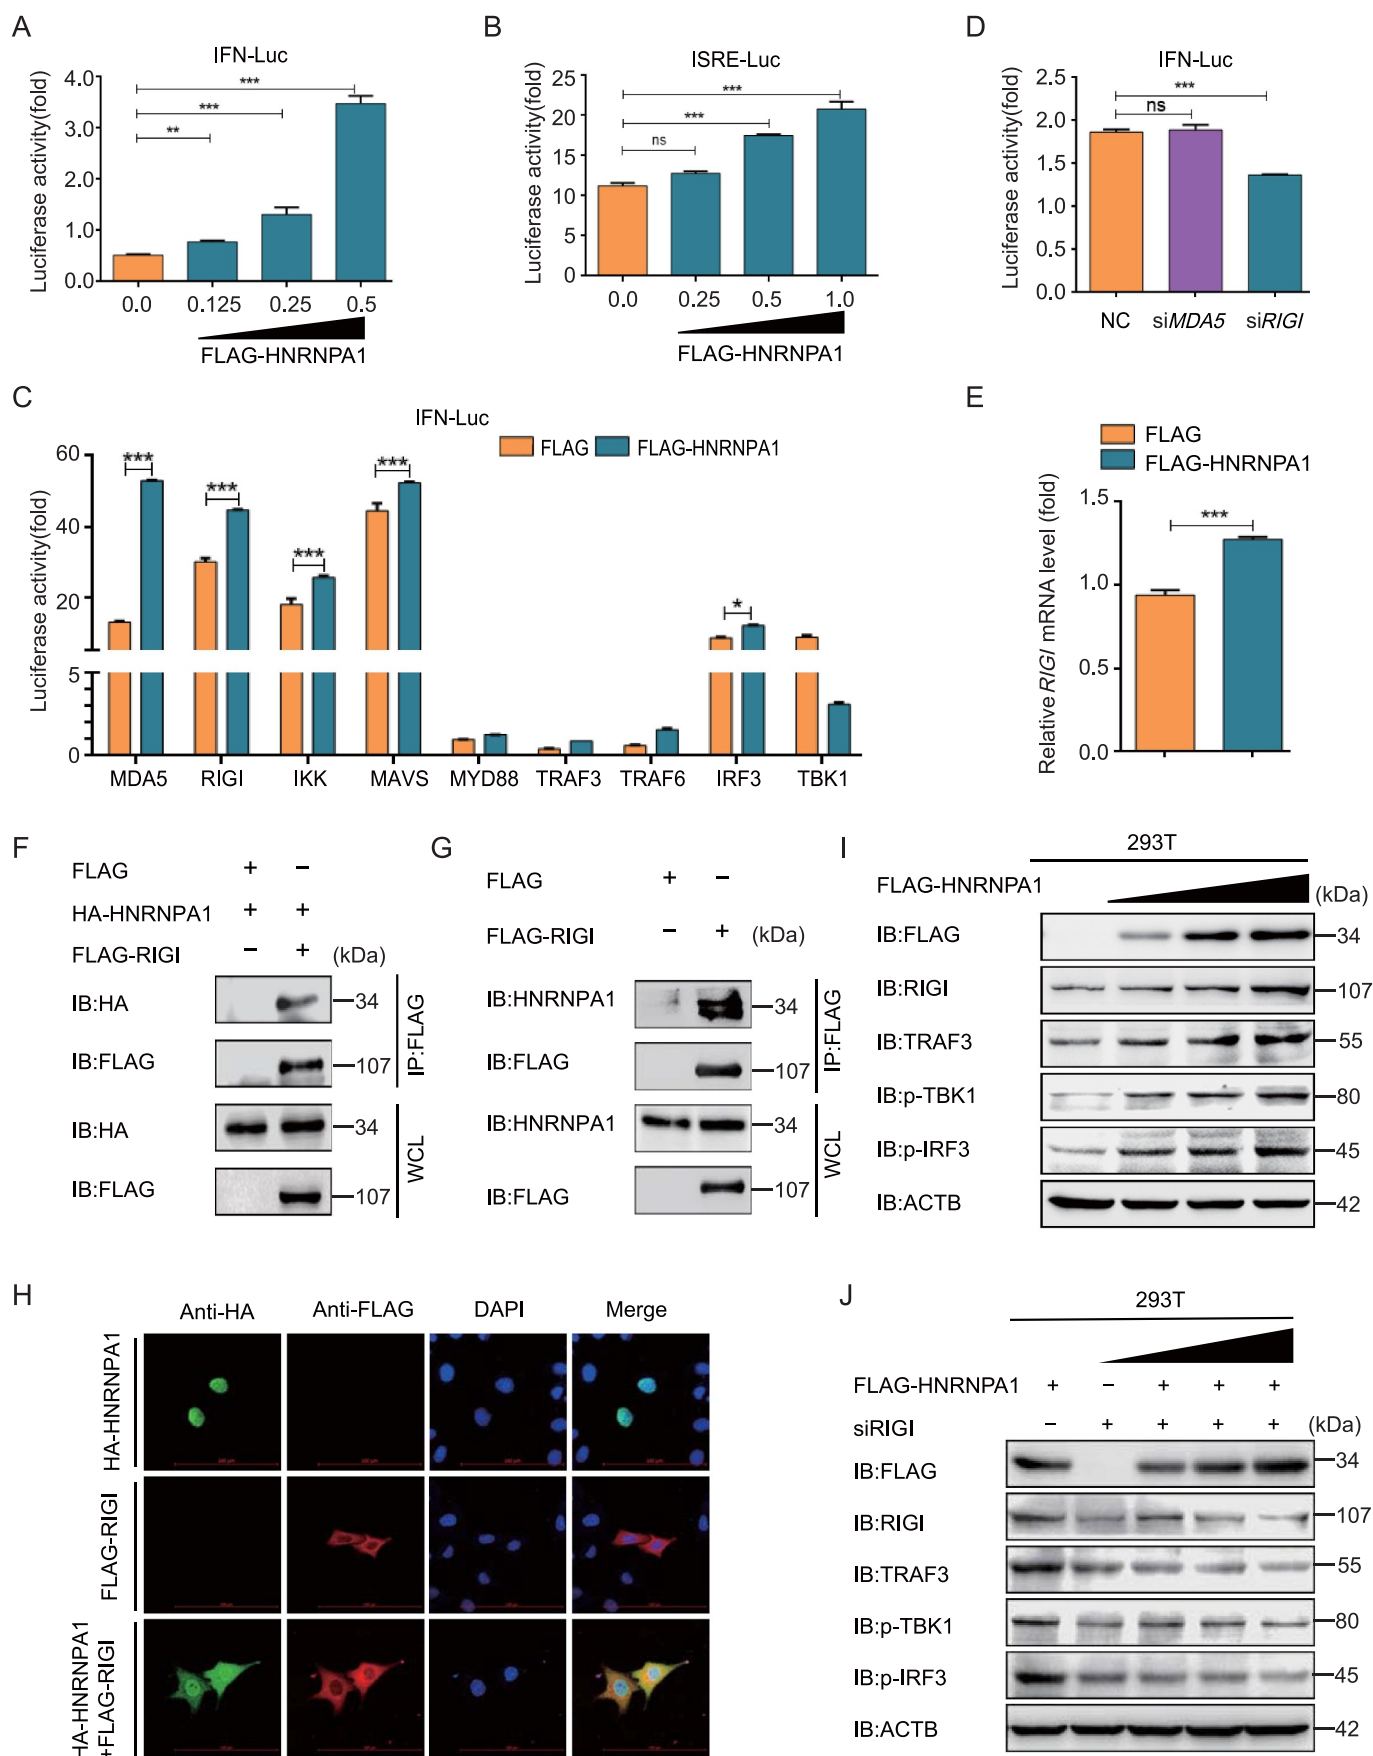 A
IFN-Luc
Luciferase activity(fold)
4.0
3.0
2.0
1.0
0.0
***
***
**
0.0 0.125 0.25 0.5
FLAG-HNRNPA1
B
ISRE-Luc
Luciferase activity(fold)
25
20
15
10
5
0
***
***
ns
0.0 0.25 0.5 1.0
FLAG-HNRNPA1
D
IFN-Luc
Luciferase activity(fold)
2.5
2.0
1.5
1.0
0.5
0.0
***
ns
NC siMDA5 siRIGI
C
IFN-Luc
FLAG FLAG-HNRNPA1
Luciferase activity(fold)
60
40
20
5
0
*** *** *** *** *
MDA5 RIGI IKK MAVS MYD88 TRAF3 TRAF6 IRF3 TBK1
E
FLAG
FLAG-HNRNPA1
Relative RIGI mRNA level (fold)
1.5
1.0
0.5
0.0
***
F
FLAG + −
HA-HNRNPA1 + +
FLAG-RIGI − + (kDa)
IB:HA 34
IB:FLAG 107
IP:FLAG
IB:HA 34
IB:FLAG 107
WCL
G
FLAG + −
FLAG-RIGI − + (kDa)
IB:HNRNPA1 34
IB:FLAG 107
IP:FLAG
IB:HNRNPA1 34
IB:FLAG 107
WCL
I
293T
FLAG-HNRNPA1 (kDa)
IB:FLAG 34
IB:RIGI 107
IB:TRAF3 55
IB:p-TBK1 80
IB:p-IRF3 45
IB:ACTB 42
H
Anti-HA Anti-FLAG DAPI Merge
HA-HNRNPA1
FLAG-RIGI
HA-HNRNPA1
+FLAG-RIGI
J
293T
FLAG-HNRNPA1 + − + + +
siRIGI − + + + + (kDa)
IB:FLAG 34
IB:RIGI 107
IB:TRAF3 55
IB:p-TBK1 80
IB:p-IRF3 45
IB:ACTB 42